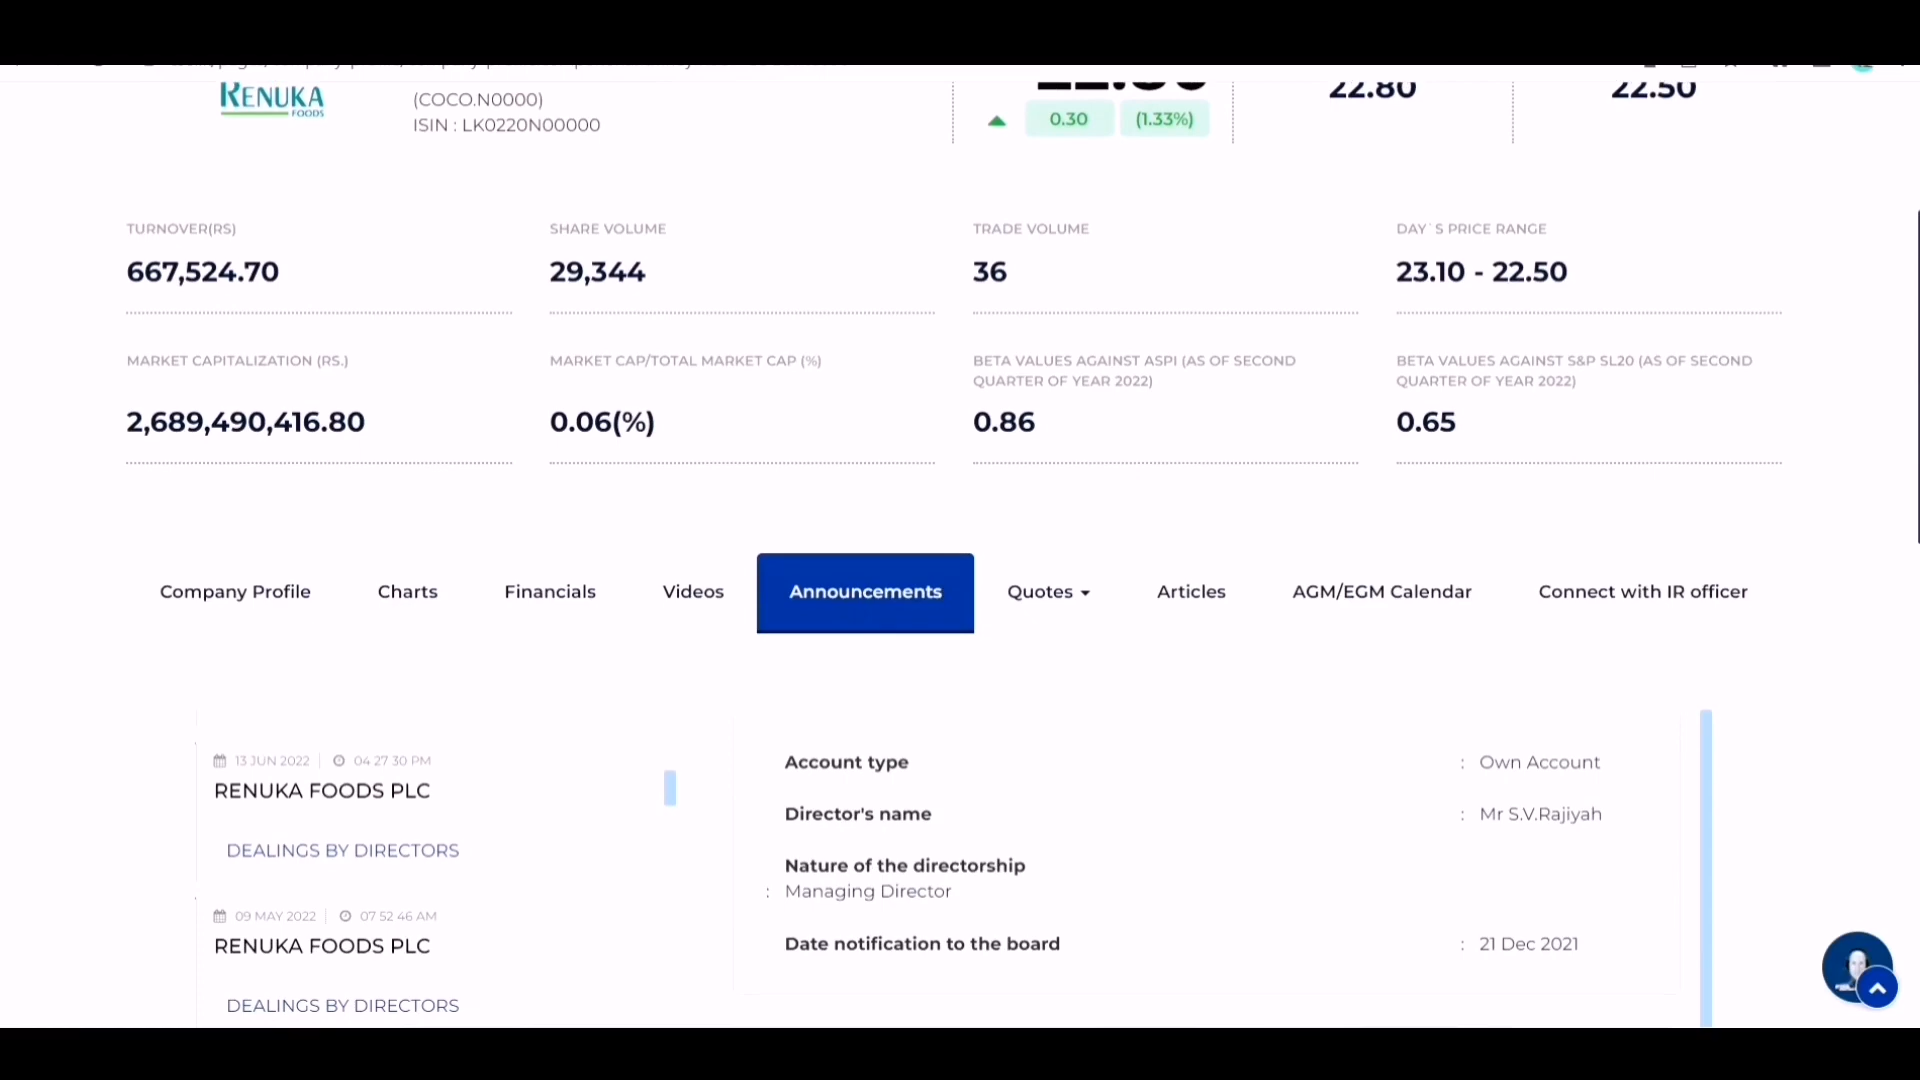 RENUKA
FOODS
(COCO.N0000)
ISIN : LK0220N00000
0.30
(1.33%)
22.80
22.50
TURNOVER(RS)
SHARE VOLUME
TRADE VOLUME
DAY`S PRICE RANGE
667,524.70
29,344
36
23.10 - 22.50
MARKET CAPITALIZATION (RS.)
MARKET CAP/TOTAL MARKET CAP (%)
BETA VALUES AGAINST ASPI (AS OF SECOND
QUARTER OF YEAR 2022)
BETA VALUES AGAINST S&P SL20 (AS OF SECOND
QUARTER OF YEAR 2022)
2,689,490,416.80
0.06(%)
0.86
0.65
Company Profile
Charts
Financials
Videos
Announcements
Quotes
Articles
AGM/EGM Calendar
Connect with IR officer
13 JUN 2022
04 27 30 PM
RENUKA FOODS PLC
DEALINGS BY DIRECTORS
09 MAY 2022
07 52 46 AM
RENUKA FOODS PLC
DEALINGS BY DIRECTORS
Account type : Own Account
Director's name : Mr S.V.Rajiyah
Nature of the directorship
: Managing Director
Date notification to the board : 21 Dec 2021